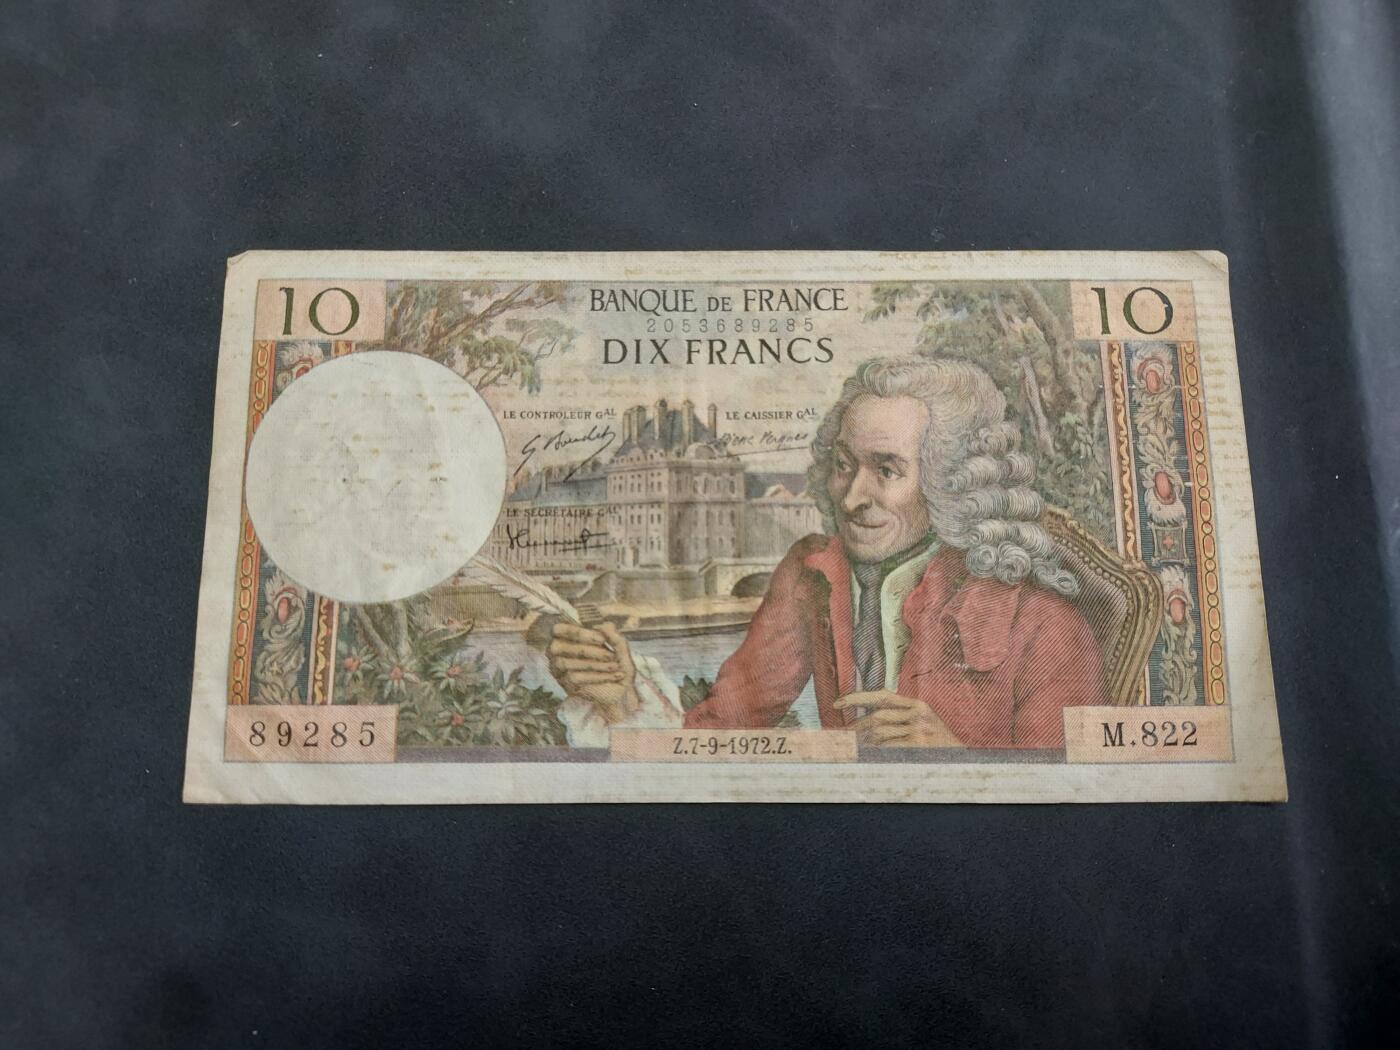 10
BANQUE DE FRANCE
10
2053689285
DIX FRANCS
LE CONTROLEUR GAL
LE CAISSIER GAL
LE SECRÉTAIRE GAL
89285
Z.7-9-1972.Z.
M.822